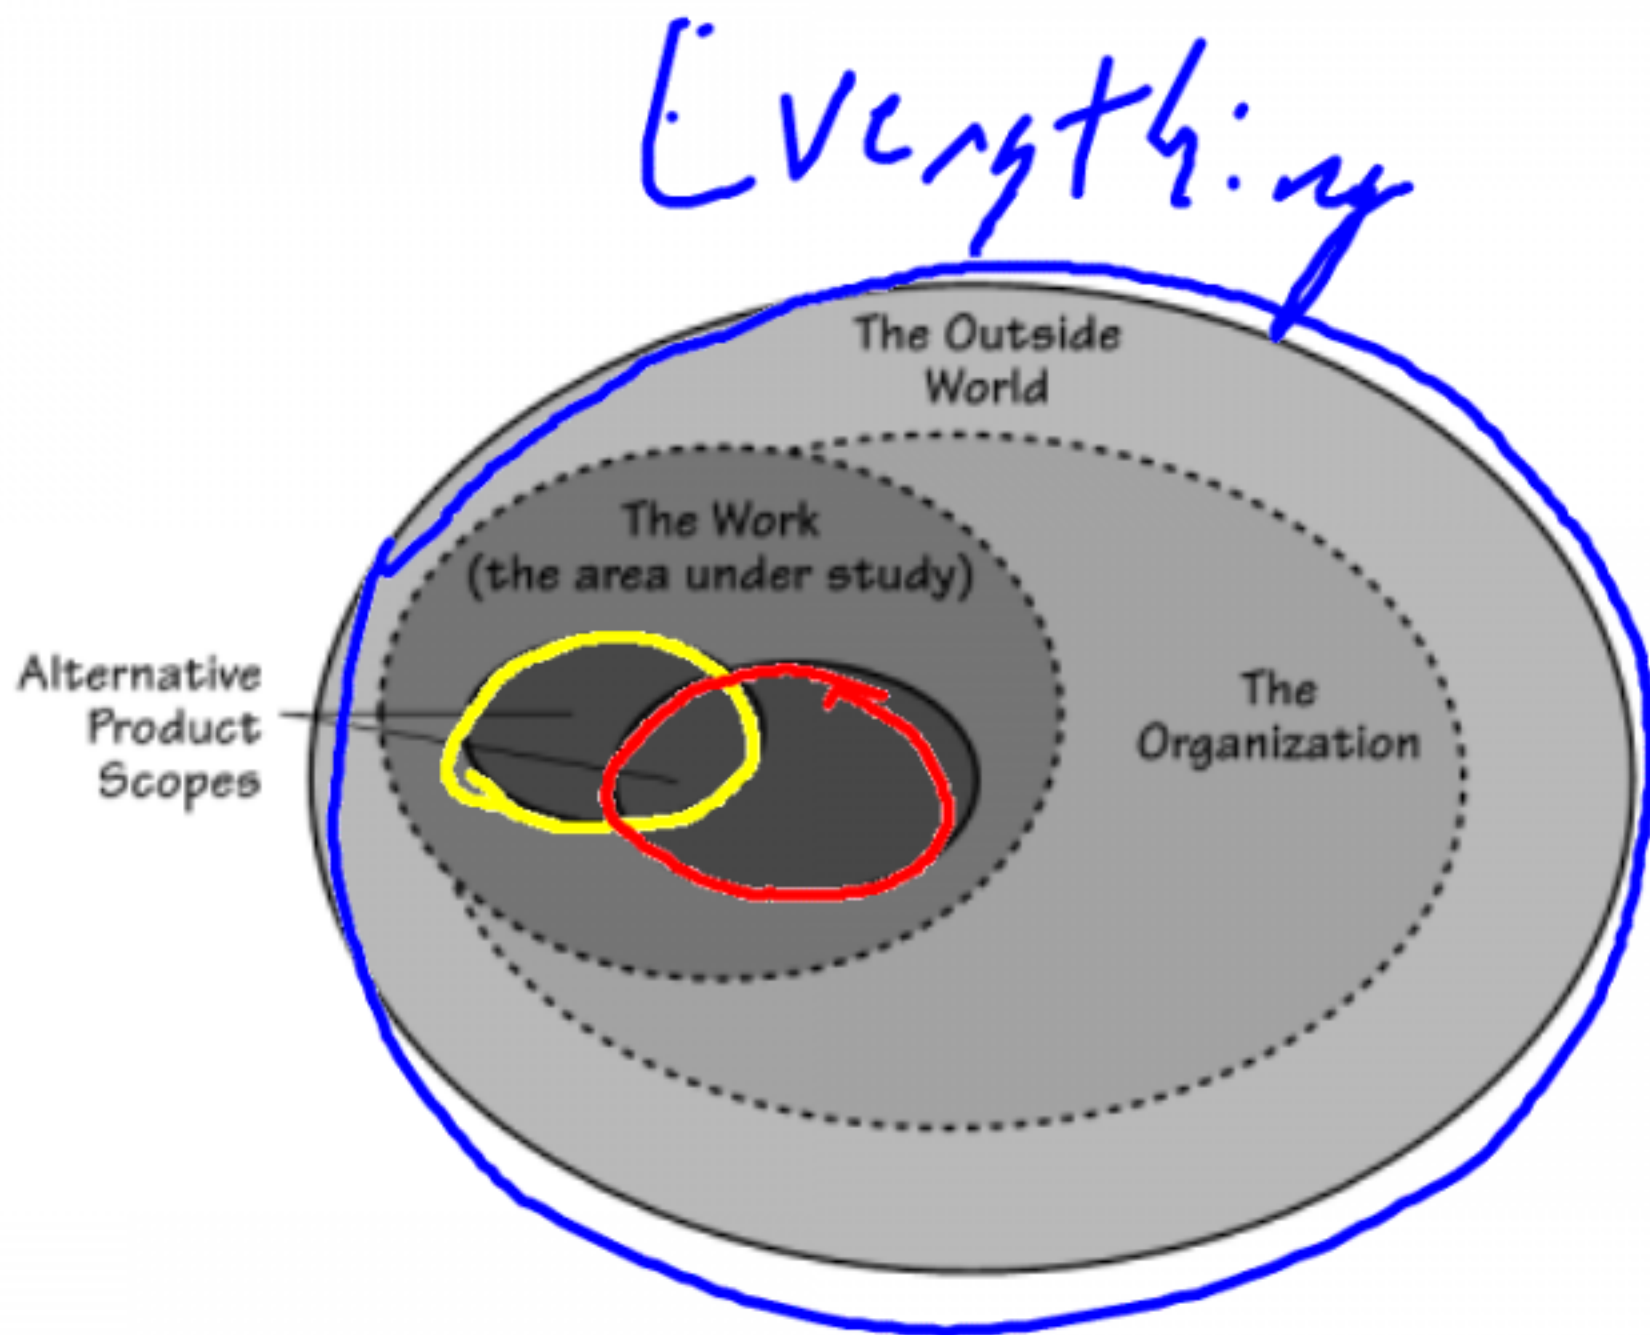 Everything
The Outside
World
The Work
(the area under study)
Alternative
Product
Scopes
The
Organization